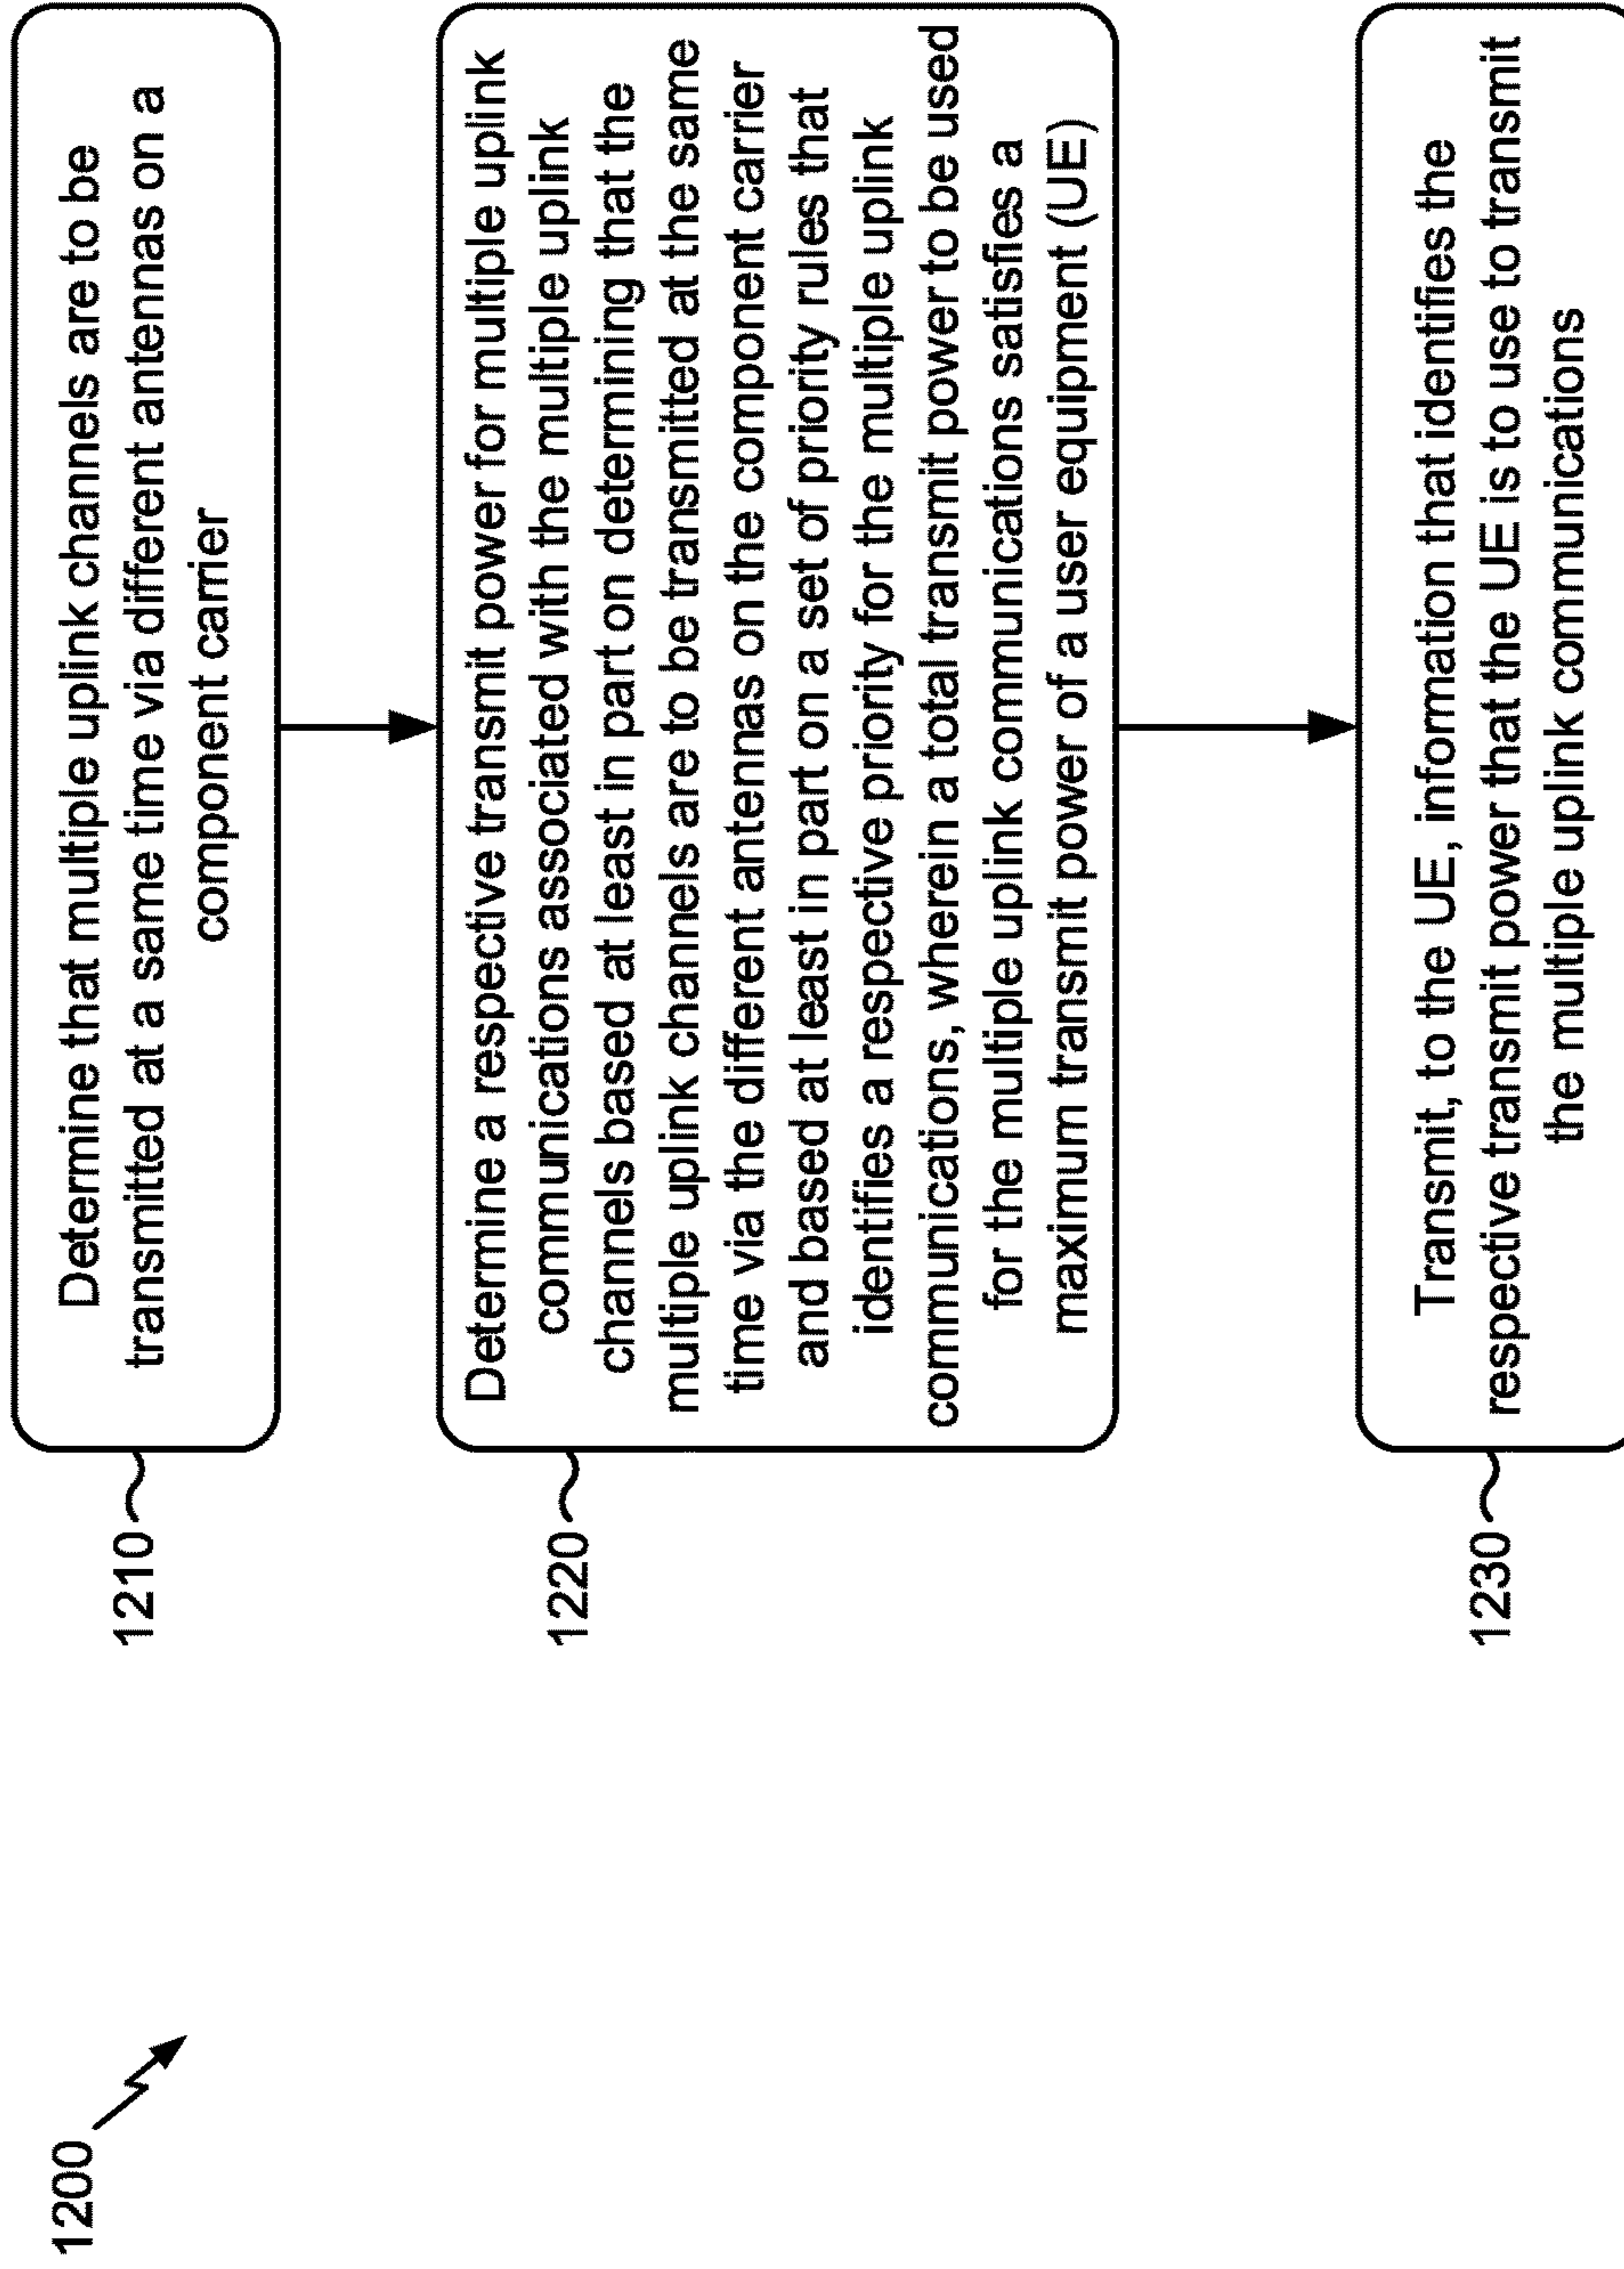 1200
1210
Determine that multiple uplink channels are to be
transmitted at a same time via different antennas on a
component carrier
1220
Determine a respective transmit power for multiple uplink
communications associated with the multiple uplink
channels based at least in part on determining that the
multiple uplink channels are to be transmitted at the same
time via the different antennas on the component carrier
and based at least in part on a set of priority rules that
identifies a respective priority for the multiple uplink
communications, wherein a total transmit power to be used
for the multiple uplink communications satisfies a
maximum transmit power of a user equipment (UE)
1230
Transmit, to the UE, information that identifies the
respective transmit power that the UE is to use to transmit
the multiple uplink communications